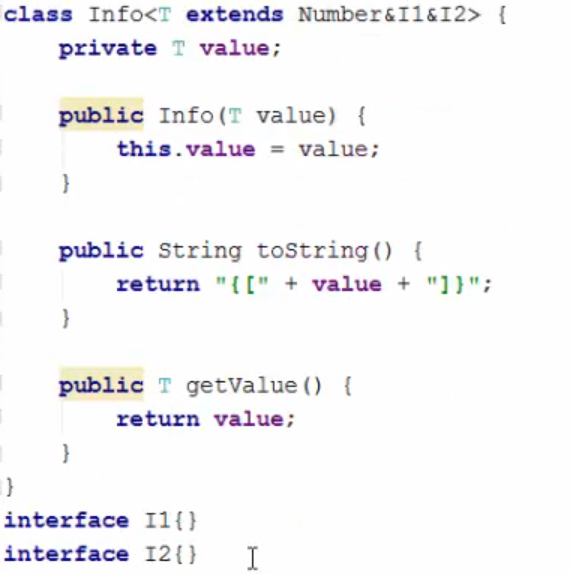 class Info<T extends Number&I1&I2> {
    private T value;
    public Info(T value) {
        this.value = value;
    }
    public String toString() {
        return "{[" + value + "]}";
    }
    public T getValue() {
        return value;
    }
}
interface I1{}
interface I2{}